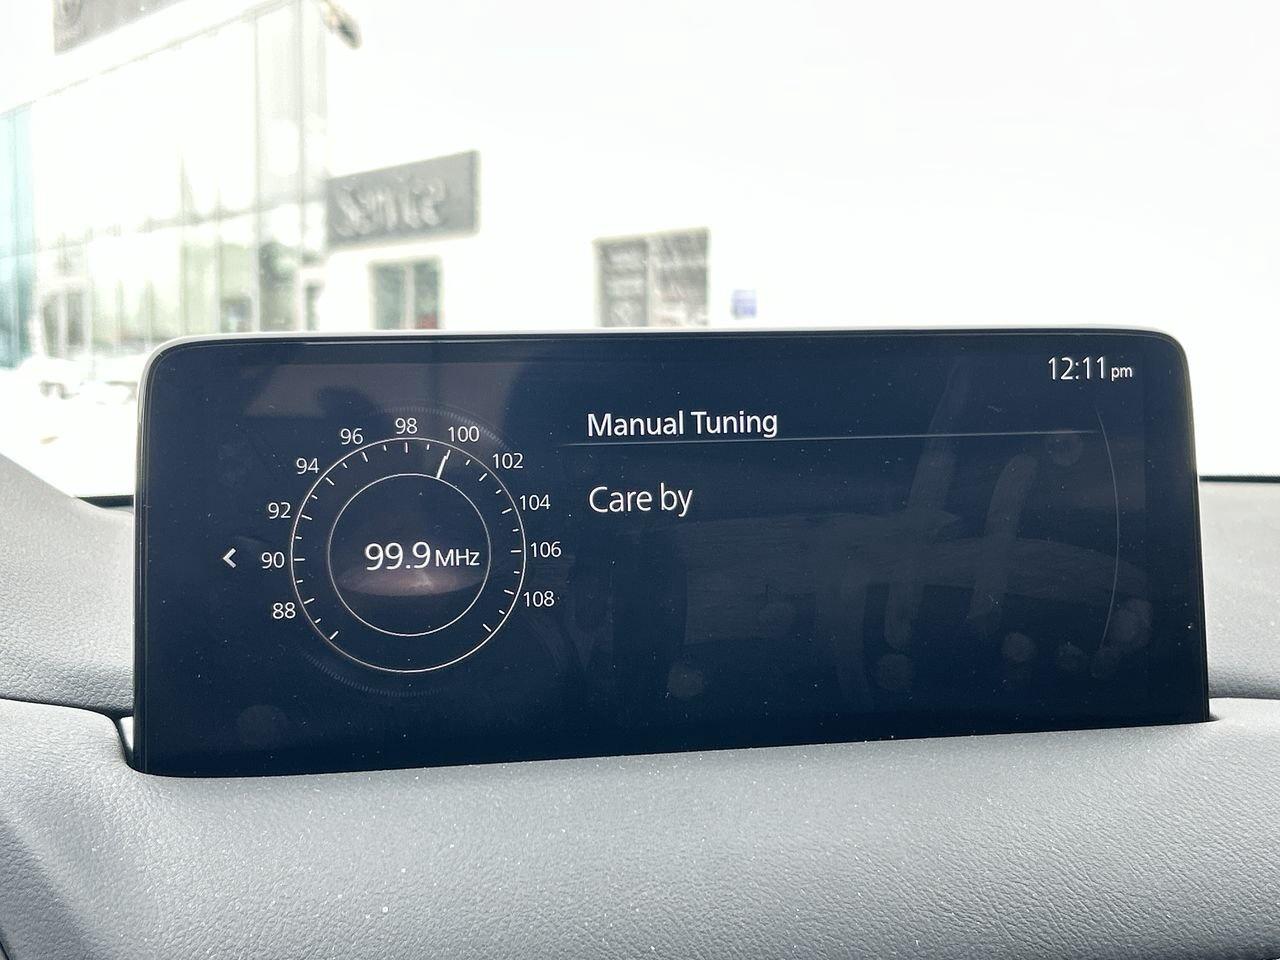 Service
12:11 pm
Manual Tuning
Care by
98
96
100
94
102
92
104
90
99.9 MHz
106
88
108